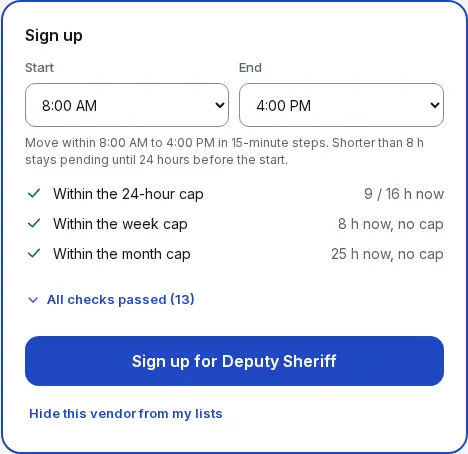 Sign up
Start
End
8:00 AM
4:00 PM
Move within 8:00 AM to 4:00 PM in 15-minute steps. Shorter than 8 h
stays pending until 24 hours before the start.
Within the 24-hour cap
9 / 16 h now
Within the week cap
8 h now, no cap
Within the month cap
25 h now, no cap
All checks passed (13)
Sign up for Deputy Sheriff
Hide this vendor from my lists